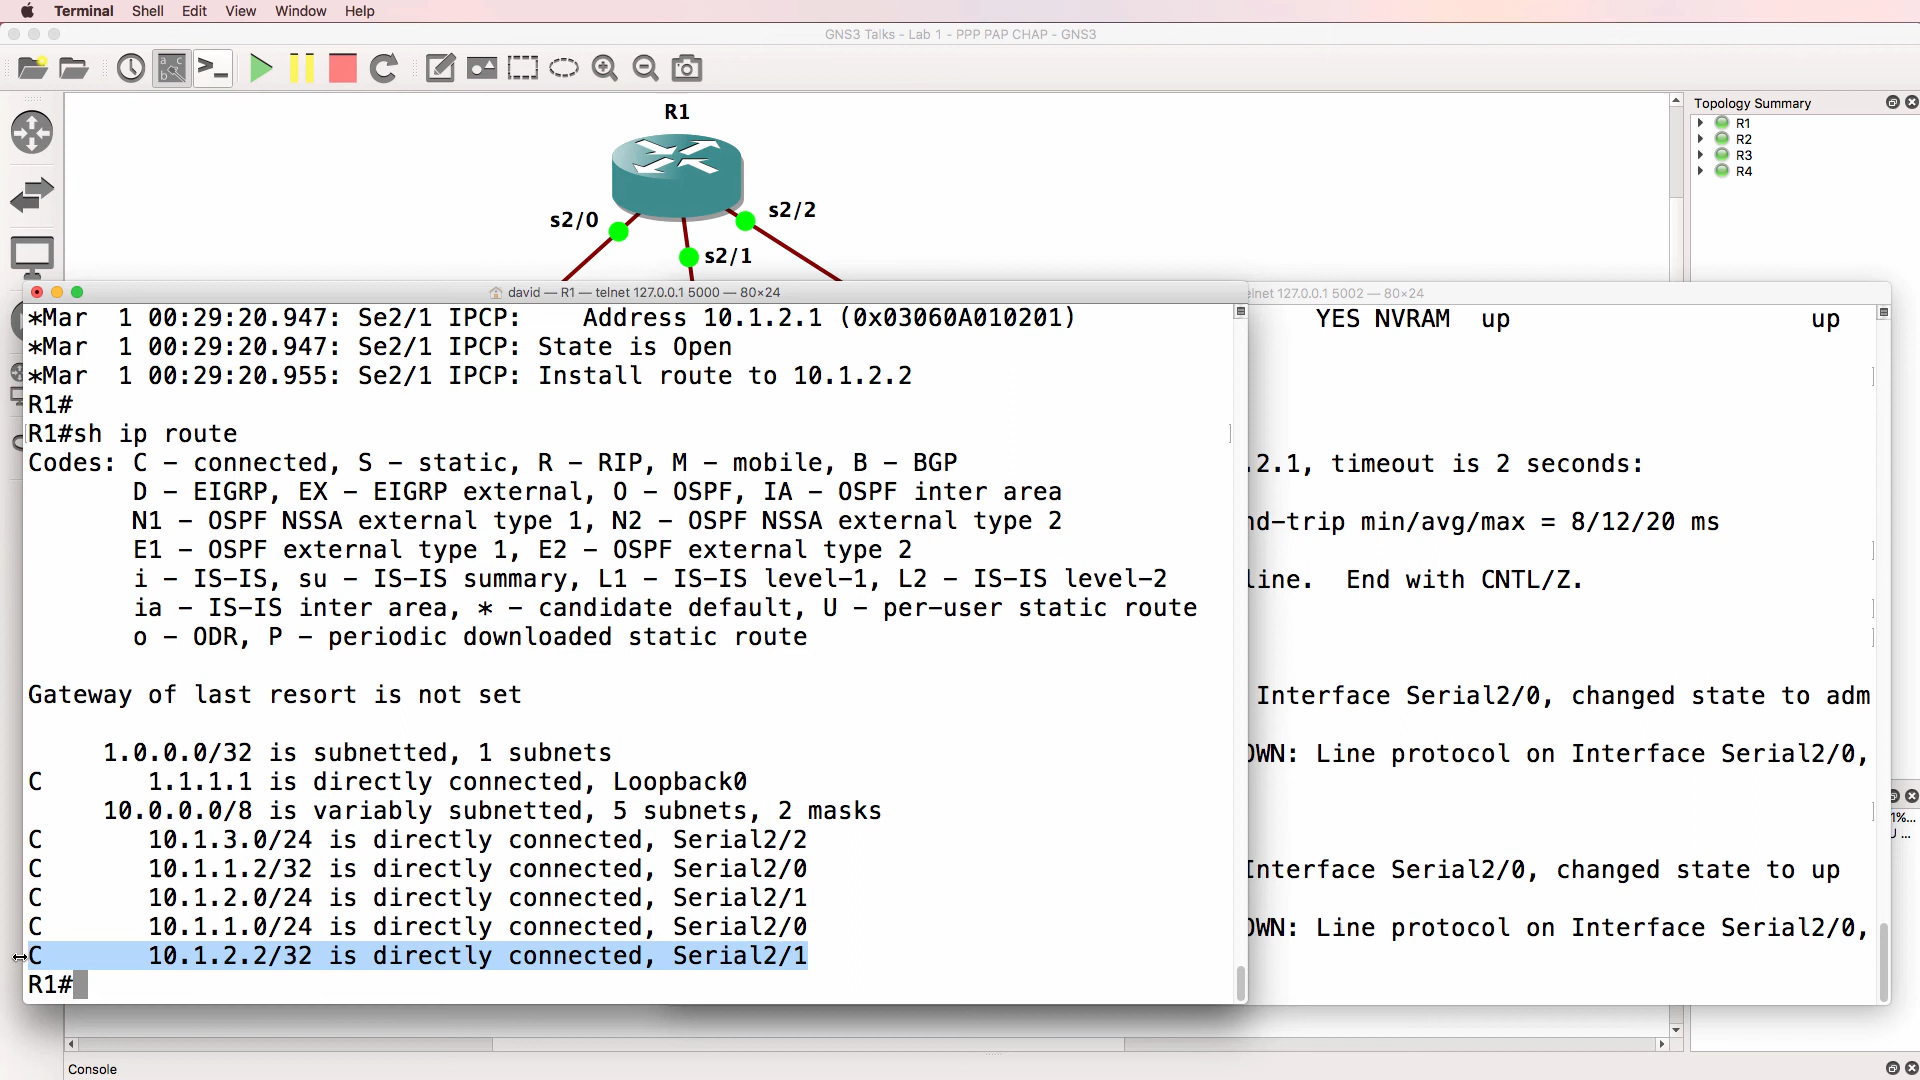 Terminal Shell Edit View Window Help
GNS3 Talks - Lab 1 - PPP PAP CHAP - GNS3
R1
s2/0
s2/2
s2/1
Topology Summary
R1
R2
R3
R4
david — R1 — telnet 127.0.0.1 5000 — 80×24
*Mar  1 00:29:20.947: Se2/1 IPCP:    Address 10.1.2.1 (0x03060A010201)
*Mar  1 00:29:20.947: Se2/1 IPCP: State is Open
*Mar  1 00:29:20.955: Se2/1 IPCP: Install route to 10.1.2.2
R1#
R1#sh ip route
Codes: C - connected, S - static, R - RIP, M - mobile, B - BGP
       D - EIGRP, EX - EIGRP external, O - OSPF, IA - OSPF inter area
       N1 - OSPF NSSA external type 1, N2 - OSPF NSSA external type 2
       E1 - OSPF external type 1, E2 - OSPF external type 2
       i - IS-IS, su - IS-IS summary, L1 - IS-IS level-1, L2 - IS-IS level-2
       ia - IS-IS inter area, * - candidate default, U - per-user static route
       o - ODR, P - periodic downloaded static route
Gateway of last resort is not set
     1.0.0.0/32 is subnetted, 1 subnets
C       1.1.1.1 is directly connected, Loopback0
     10.0.0.0/8 is variably subnetted, 5 subnets, 2 masks
C       10.1.3.0/24 is directly connected, Serial2/2
C       10.1.1.2/32 is directly connected, Serial2/0
C       10.1.2.0/24 is directly connected, Serial2/1
C       10.1.1.0/24 is directly connected, Serial2/0
C       10.1.2.2/32 is directly connected, Serial2/1
R1#
elnet 127.0.0.1 5002 — 80×24
YES NVRAM  up                    up
.2.1, timeout is 2 seconds:
nd-trip min/avg/max = 8/12/20 ms
line.  End with CNTL/Z.
Interface Serial2/0, changed state to adm
OWN: Line protocol on Interface Serial2/0,
Interface Serial2/0, changed state to up
OWN: Line protocol on Interface Serial2/0,
1%...
Console